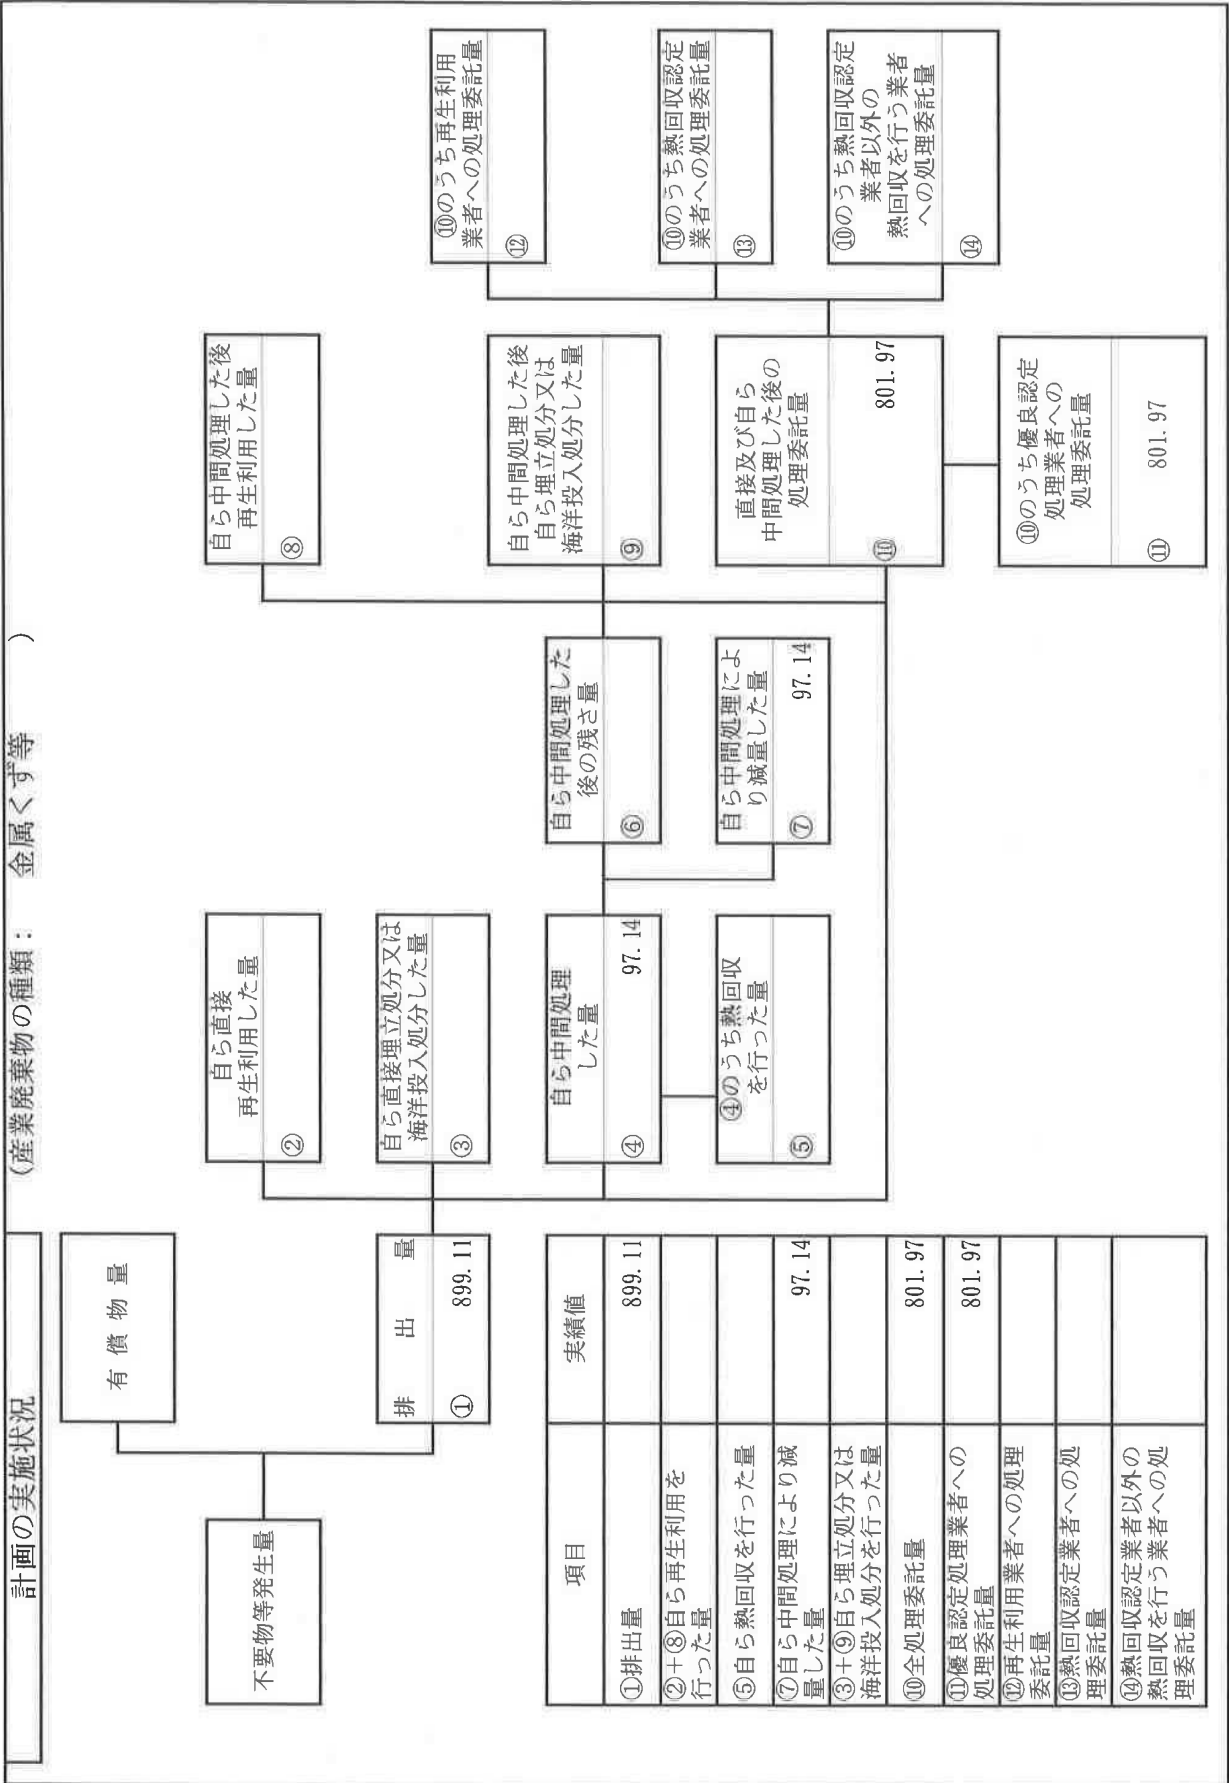 計画の実施状況
(産業廃棄物の種類： 金属くず等 )
不要物等発生量
有償物量
排出量
① 899.11
自ら直接
再生利用した量
②
自ら直接埋立処分又は
海洋投入処分した量
③
自ら中間処理
した量
④ 97.14
④のうち熱回収
を行った量
⑤
自ら中間処理した
後の残さ量
⑥
自ら中間処理によ
り減量した量
⑦ 97.14
自ら中間処理した後
再生利用した量
⑧
自ら中間処理した後
自ら埋立処分又は
海洋投入処分した量
⑨
直接及び自ら
中間処理した後の
処理委託量
⑩ 801.97
⑩のうち優良認定
処理業者への
処理委託量
⑪ 801.97
⑩のうち再生利用
業者への処理委託量
⑫
⑩のうち熱回収認定
業者への処理委託量
⑬
⑩のうち熱回収認定
業者以外の
熱回収を行う業者
への処理委託量
⑭
項目 実績値
①排出量 899.11
②＋⑧自ら再生利用を
行った量
⑤自ら熱回収を行った量
⑦自ら中間処理により減
量した量 97.14
③＋⑨自ら埋立処分又は
海洋投入処分を行った量
⑩全処理委託量 801.97
⑪優良認定処理業者への
処理委託量 801.97
⑫再生利用業者への処理
委託量
⑬熱回収認定業者への処
理委託量
⑭熱回収認定業者以外の
熱回収を行う業者への処
理委託量